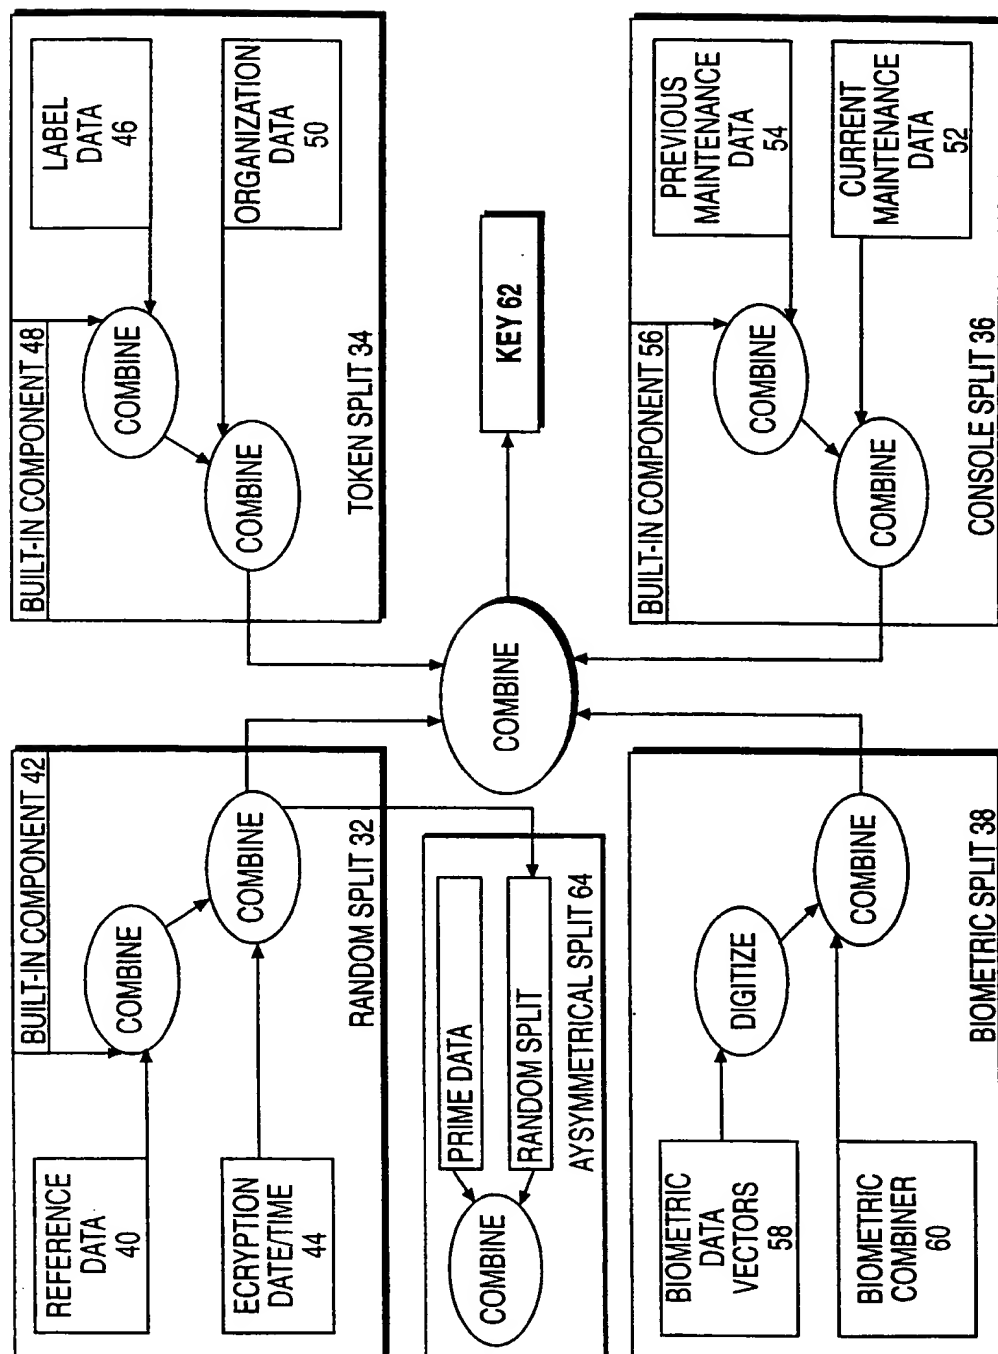 BUILT-IN COMPONENT 42
REFERENCE
DATA
40
COMBINE
ECRYPTION
DATE/TIME
44
COMBINE
RANDOM SPLIT 32
BUILT-IN COMPONENT 48
LABEL
DATA
46
COMBINE
ORGANIZATION
DATA
50
COMBINE
TOKEN SPLIT 34
PRIME DATA
COMBINE
RANDOM SPLIT
AYSYMMETRICAL SPLIT 64
COMBINE
KEY 62
BIOMETRIC
DATA
VECTORS
58
DIGITIZE
BIOMETRIC
COMBINER
60
COMBINE
BIOMETRIC SPLIT 38
BUILT-IN COMPONENT 56
PREVIOUS
MAINTENANCE
DATA
54
COMBINE
CURRENT
MAINTENANCE
DATA
52
COMBINE
CONSOLE SPLIT 36